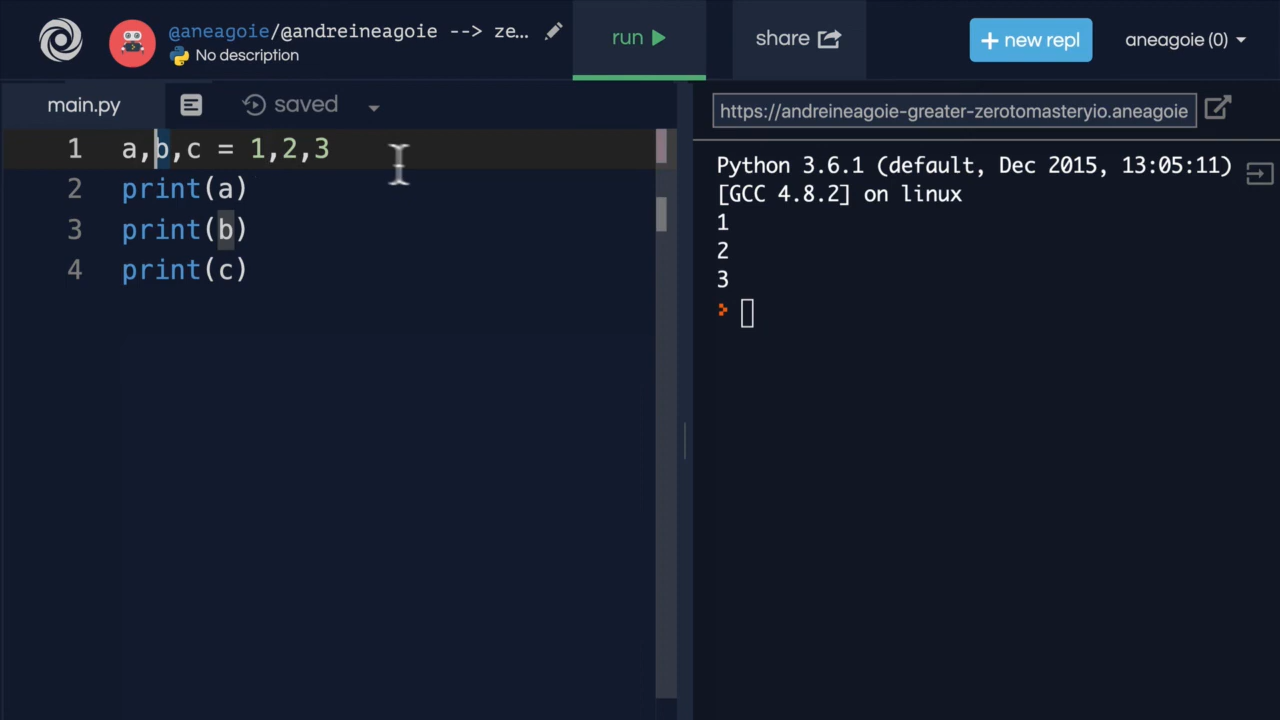 @aneagoie/@andreineagoie --> ze...
No description
run
share
+ new repl
aneagoie (0)
main.py
saved
https://andreineagoie-greater-zerotomasteryio.aneagoie
1 a,b,c = 1,2,3
2 print(a)
3 print(b)
4 print(c)
Python 3.6.1 (default, Dec 2015, 13:05:11)
[GCC 4.8.2] on linux
1
2
3